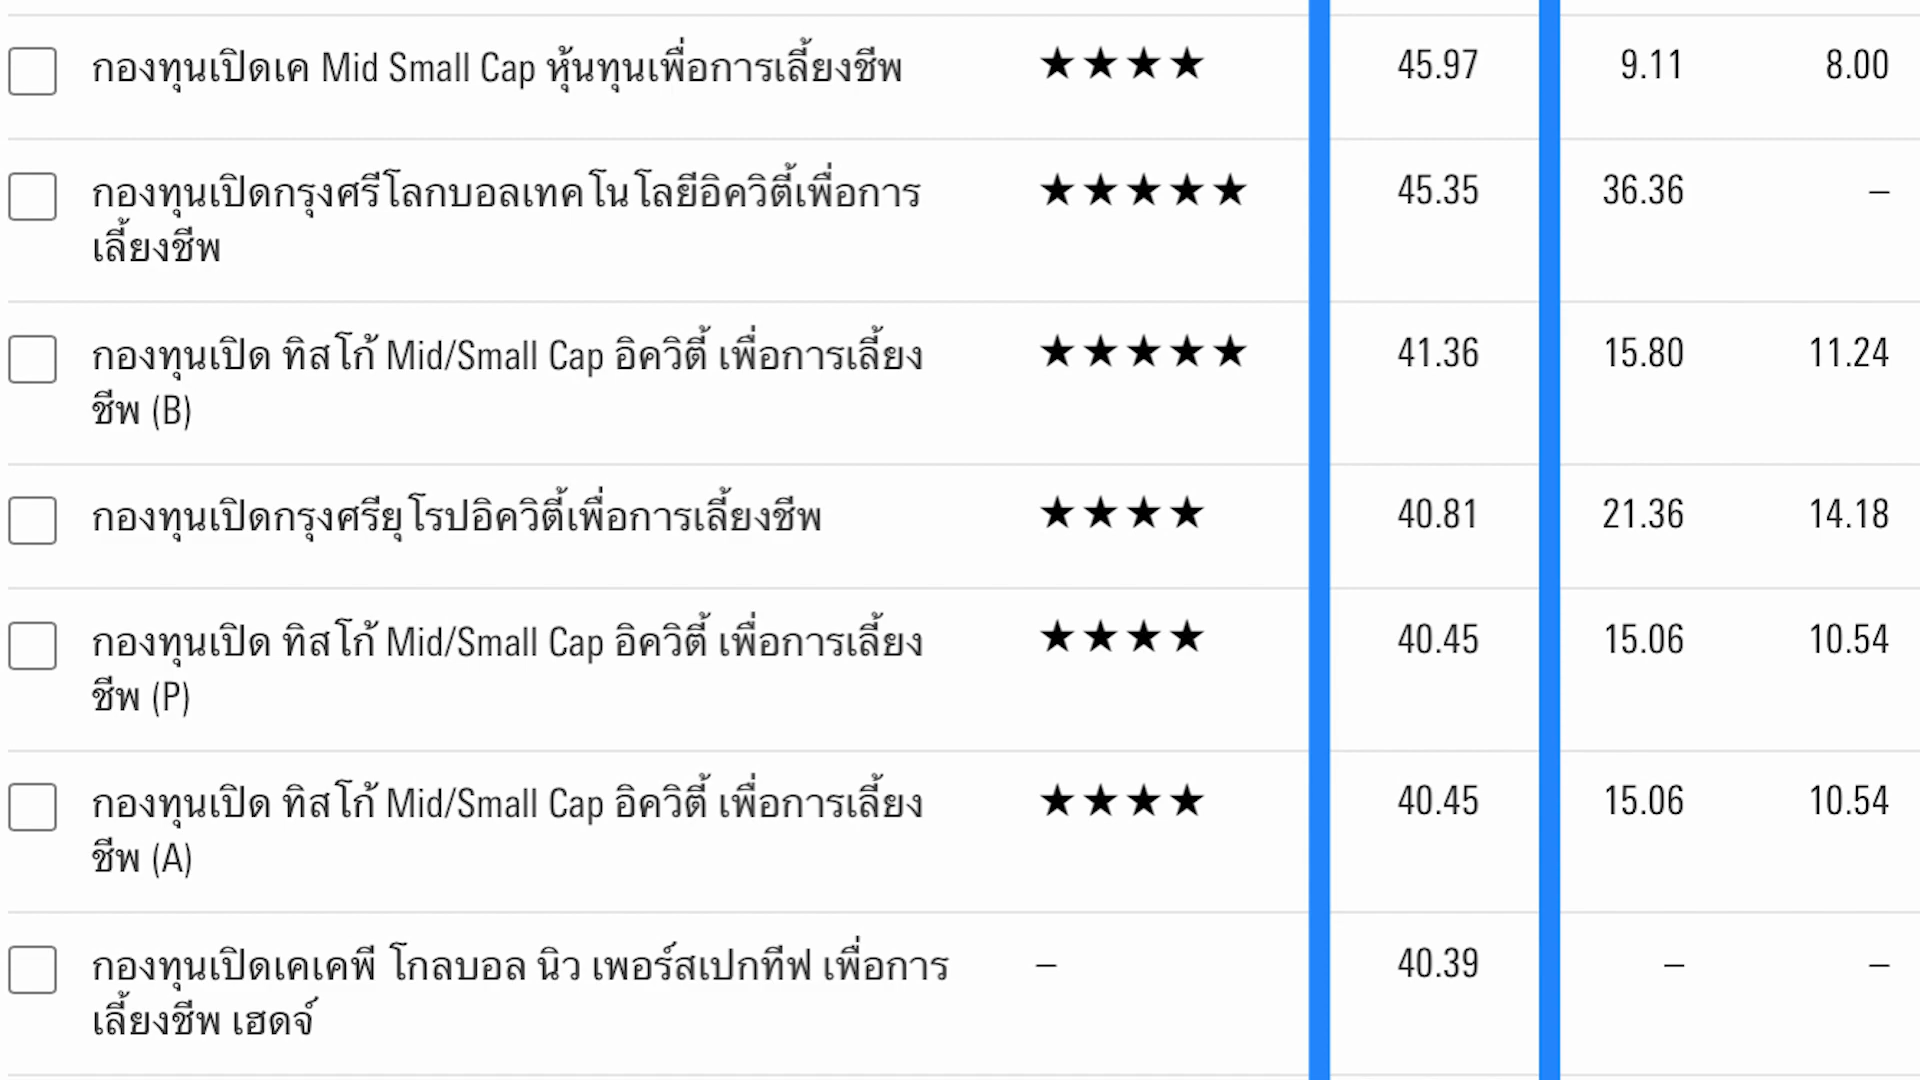 กองทุนเปิดเค Mid Small Cap หุ้นทุนเพื่อการเลี้ยงชีพ ★★★★ 45.97 9.11 8.00
กองทุนเปิดกรุงศรีโลกบอลเทคโนโลยีอิควิตี้เพื่อการ ★★★★★ 45.35 36.36 –
เลี้ยงชีพ
กองทุนเปิด ทิสโก้ Mid/Small Cap อิควิตี้ เพื่อการเลี้ยง ★★★★★ 41.36 15.80 11.24
ชีพ (B)
กองทุนเปิดกรุงศรียุโรปอิควิตี้เพื่อการเลี้ยงชีพ ★★★★ 40.81 21.36 14.18
กองทุนเปิด ทิสโก้ Mid/Small Cap อิควิตี้ เพื่อการเลี้ยง ★★★★ 40.45 15.06 10.54
ชีพ (P)
กองทุนเปิด ทิสโก้ Mid/Small Cap อิควิตี้ เพื่อการเลี้ยง ★★★★ 40.45 15.06 10.54
ชีพ (A)
กองทุนเปิดเคเคพี โกลบอล นิว เพอร์สเปกทีฟ เพื่อการ – 40.39 – –
เลี้ยงชีพ เฮดจ์